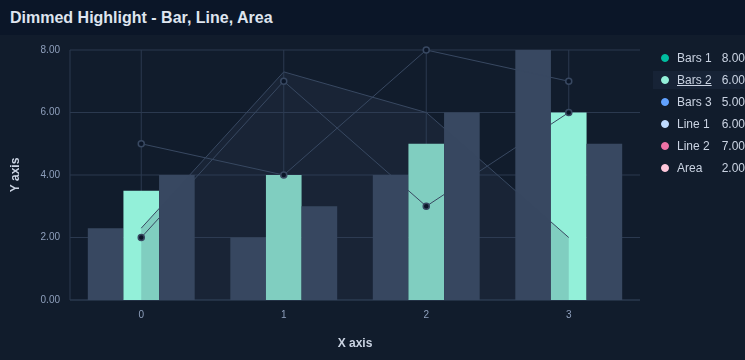 Dimmed Highlight - Bar, Line, Area
8.00
6.00
4.00
2.00
0.00
Y axis
0 1 2 3
X axis
Bars 1 8.00
Bars 2 6.00
Bars 3 5.00
Line 1 6.00
Line 2 7.00
Area 2.00